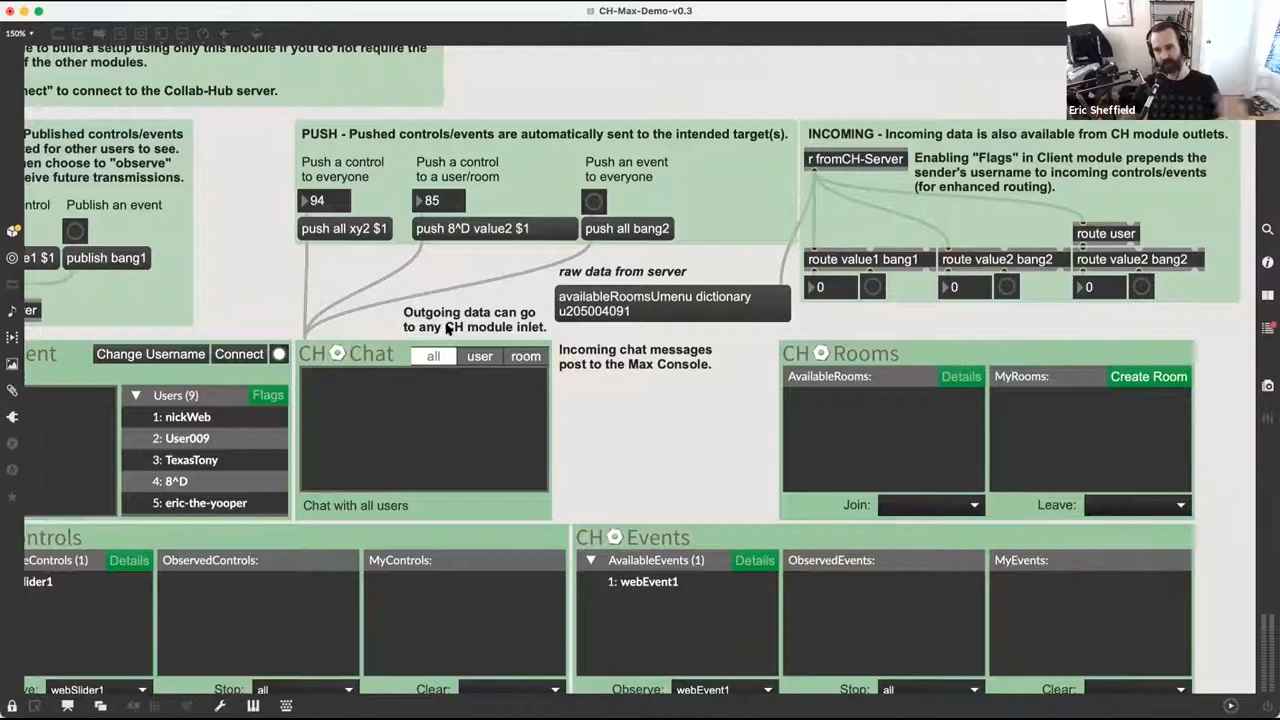 CH-Max-Demo-v0.3
150%
e to build a setup using only this module if you do not require the
of the other modules.
nect" to connect to the Collab-Hub server.
Eric Sheffield
Published controls/events
ted for other users to see.
en choose to "observe"
eive future transmissions.
ntrol
Publish an event
e1 $1
publish bang1
er
PUSH - Pushed controls/events are automatically sent to the intended target(s).
Push a control
to everyone
Push a control
to a user/room
Push an event
to everyone
94
85
push all xy2 $1
push 8^D value2 $1
push all bang2
raw data from server
availableRoomsUmenu dictionary
u205004091
Outgoing data can go
to any CH module inlet.
INCOMING - Incoming data is also available from CH module outlets.
r fromCH-Server
Enabling "Flags" in Client module prepends the
sender's username to incoming controls/events
(for enhanced routing).
route user
route value1 bang1
route value2 bang2
route value2 bang2
0
0
0
ent
Change Username
Connect
Users (9)
Flags
1: nickWeb
2: User009
3: TexasTony
4: 8^D
5: eric-the-yooper
CH Chat
all
user
room
Chat with all users
Incoming chat messages
post to the Max Console.
CH Rooms
AvailableRooms:
Details
MyRooms:
Create Room
Join:
Leave:
ontrols
eControls (1)
Details
ObservedControls:
MyControls:
lider1
ve:
webSlider1
Stop:
all
Clear:
CH Events
AvailableEvents (1)
Details
ObservedEvents:
MyEvents:
1: webEvent1
Observe:
webEvent1
Stop:
all
Clear: